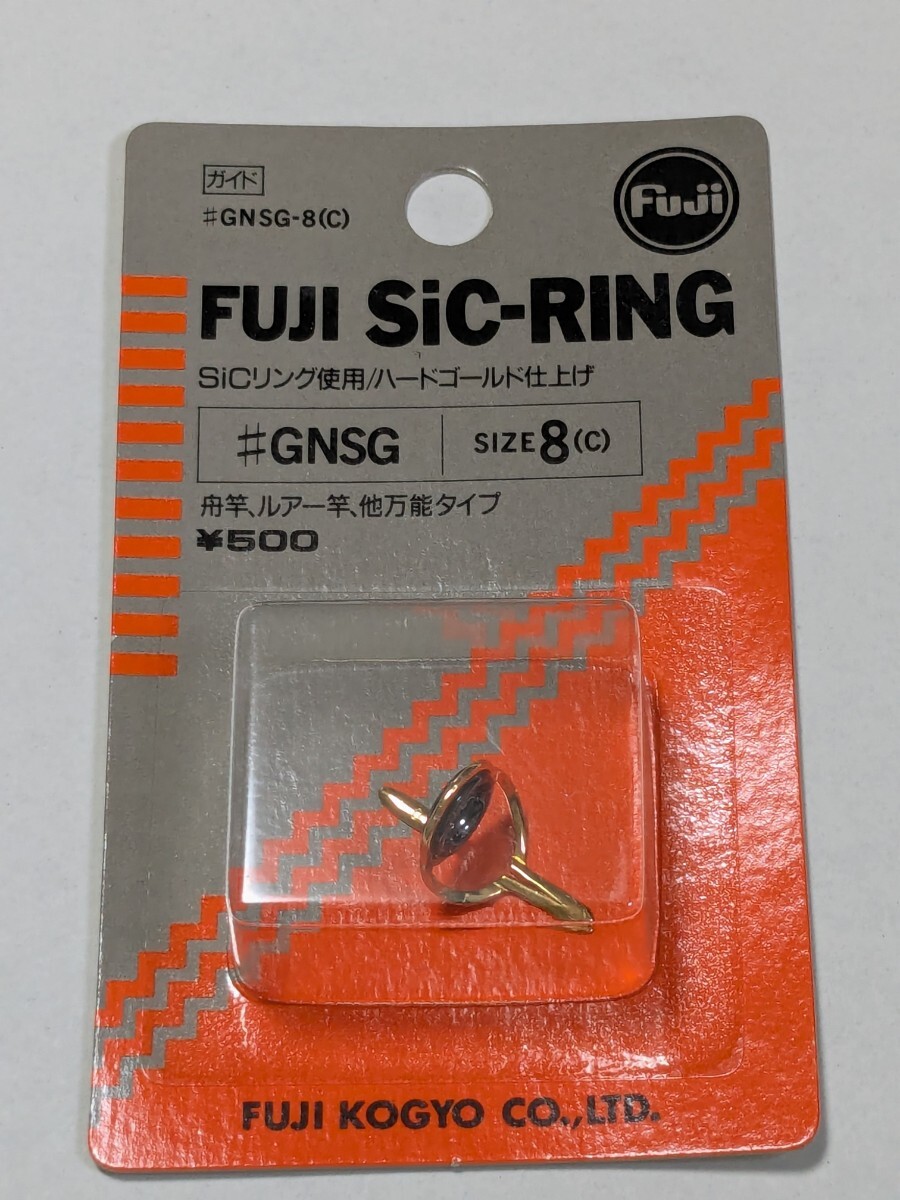 ガイド
♯GNSG-8(C)
Fuji
FUJI SiC-RING
SiCリング使用/ハードゴールド仕上げ
♯GNSG SIZE8(C)
舟竿、ルアー竿、他万能タイプ
¥500
FUJI KOGYO CO.,LTD.